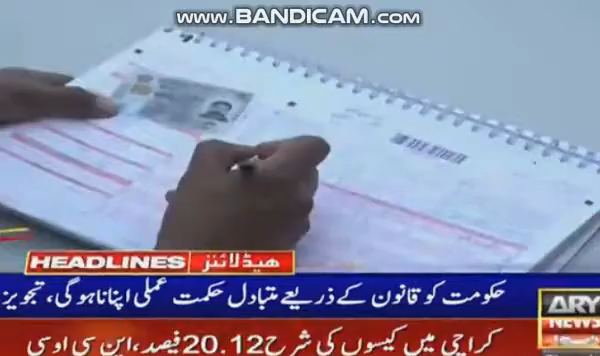 WWW.BANDICAM.COM
HEADLINES ہیڈلائنز
حکومت کو قانون کے ذریعے متبادل حکمت عملی اپنانا ہوگی، تجویز
ARY
NEWS
کراچی میں کیسوں کی شرح 20.12 فیصد، این سی او سی